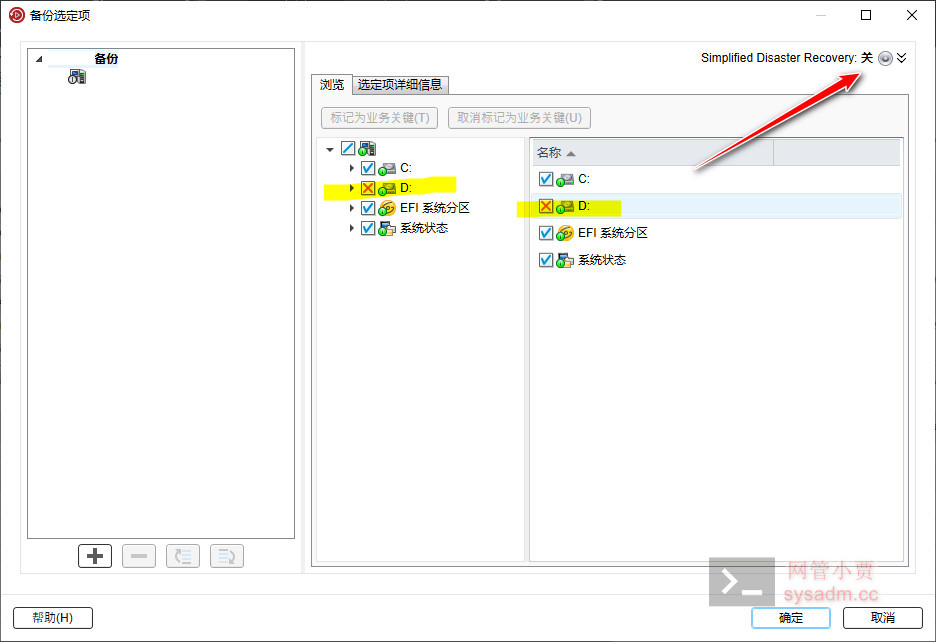 备份选定项
备份
Simplified Disaster Recovery: 关
浏览
选定项详细信息
标记为业务关键(T)
取消标记为业务关键(U)
C:
D:
EFI 系统分区
系统状态
名称
C:
D:
EFI 系统分区
系统状态
网管小贾
sysadm.cc
帮助(H)
确定
取消